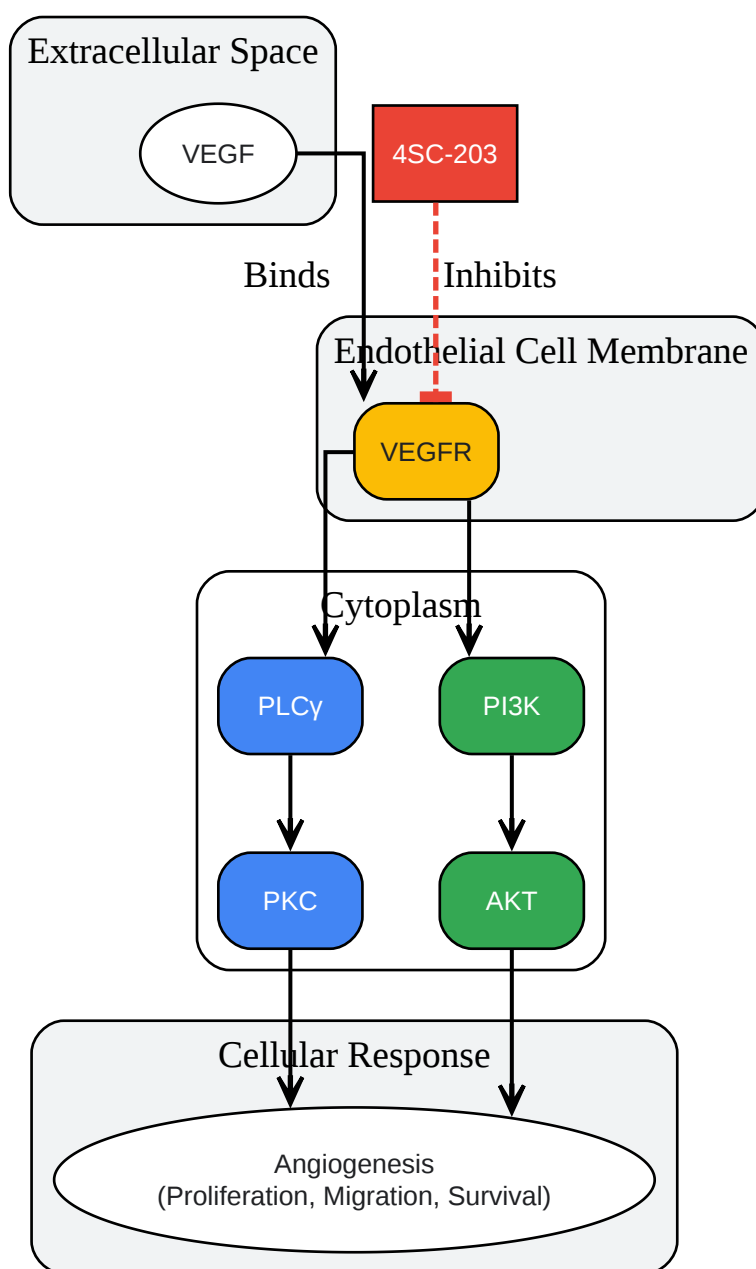 Extracellular Space
VEGF
4SC-203
Binds
Inhibits
Endothelial Cell Membrane
VEGFR
Cytoplasm
PLCγ
PI3K
PKC
AKT
Cellular Response
Angiogenesis
(Proliferation, Migration, Survival)